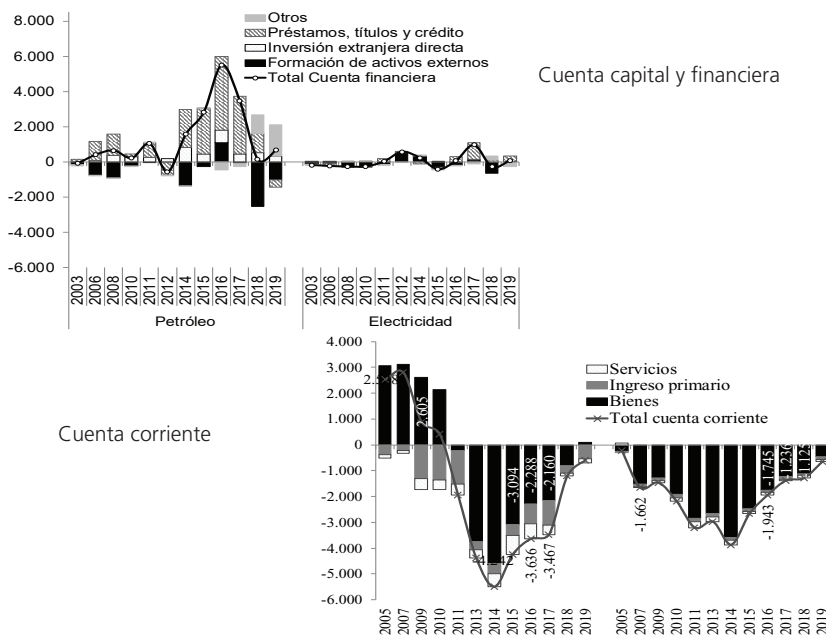 8.000
6.000
4.000
2.000
0
-2.000
-4.000
-6.000
Otros
Préstamos, títulos y crédito
Inversión extranjera directa
Formación de activos externos
Total Cuenta financiera
Cuenta capital y financiera
2003 2006 2008 2010 2011 2012 2014 2015 2016 2017 2018 2019
2003 2006 2008 2010 2011 2012 2014 2015 2016 2017 2018 2019
Petróleo Electricidad
Cuenta corriente
4.000
3.000
2.000
1.000
0
-1.000
-2.000
-3.000
-4.000
-5.000
-6.000
Servicios
Ingreso primario
Bienes
Total cuenta corriente
2.605
-3.094
-2.288
-2.160
-3.636
-3.467
-1.662
-1.745
-1.943
-1.236
-1.125
2005 2007 2009 2010 2011 2013 2014 2015 2016 2017 2018 2019
2005 2007 2009 2010 2011 2013 2014 2015 2016 2017 2018 2019